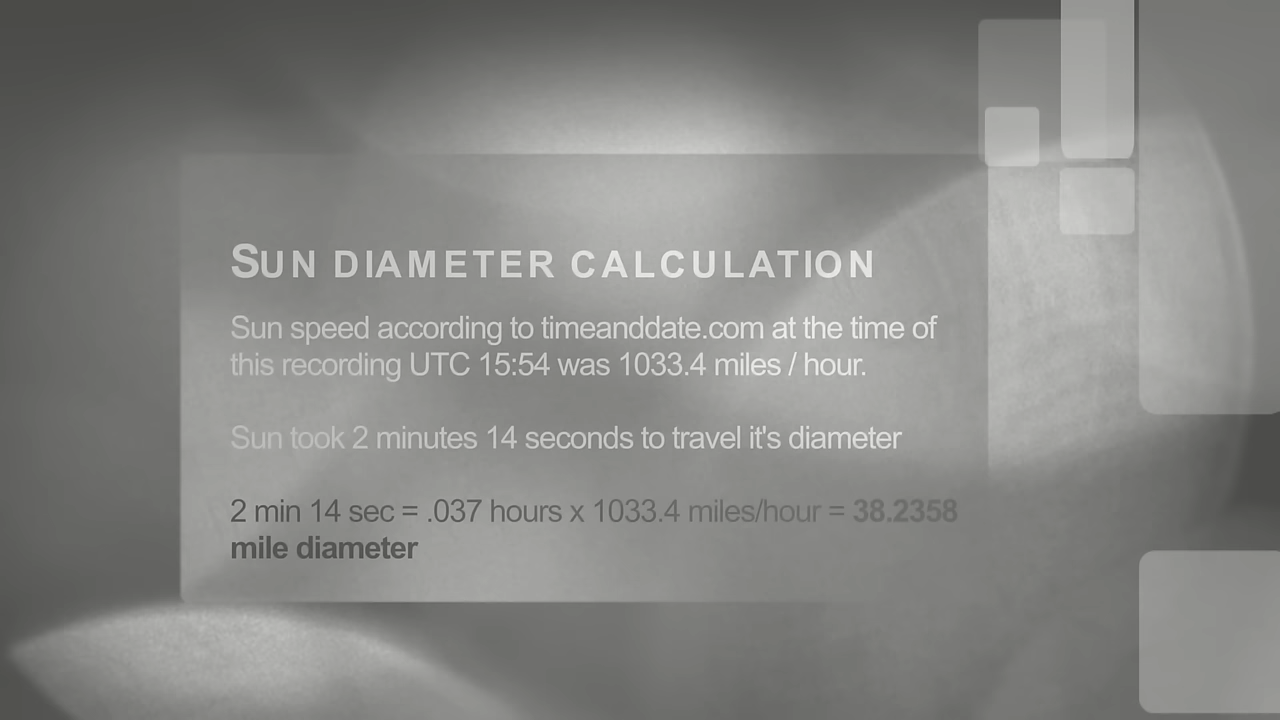 SUN DIAMETER CALCULATION
Sun speed according to timeanddate.com at the time of
this recording UTC 15:54 was 1033.4 miles / hour.
Sun took 2 minutes 14 seconds to travel it's diameter
2 min 14 sec = .037 hours x 1033.4 miles/hour = 38.2358
mile diameter